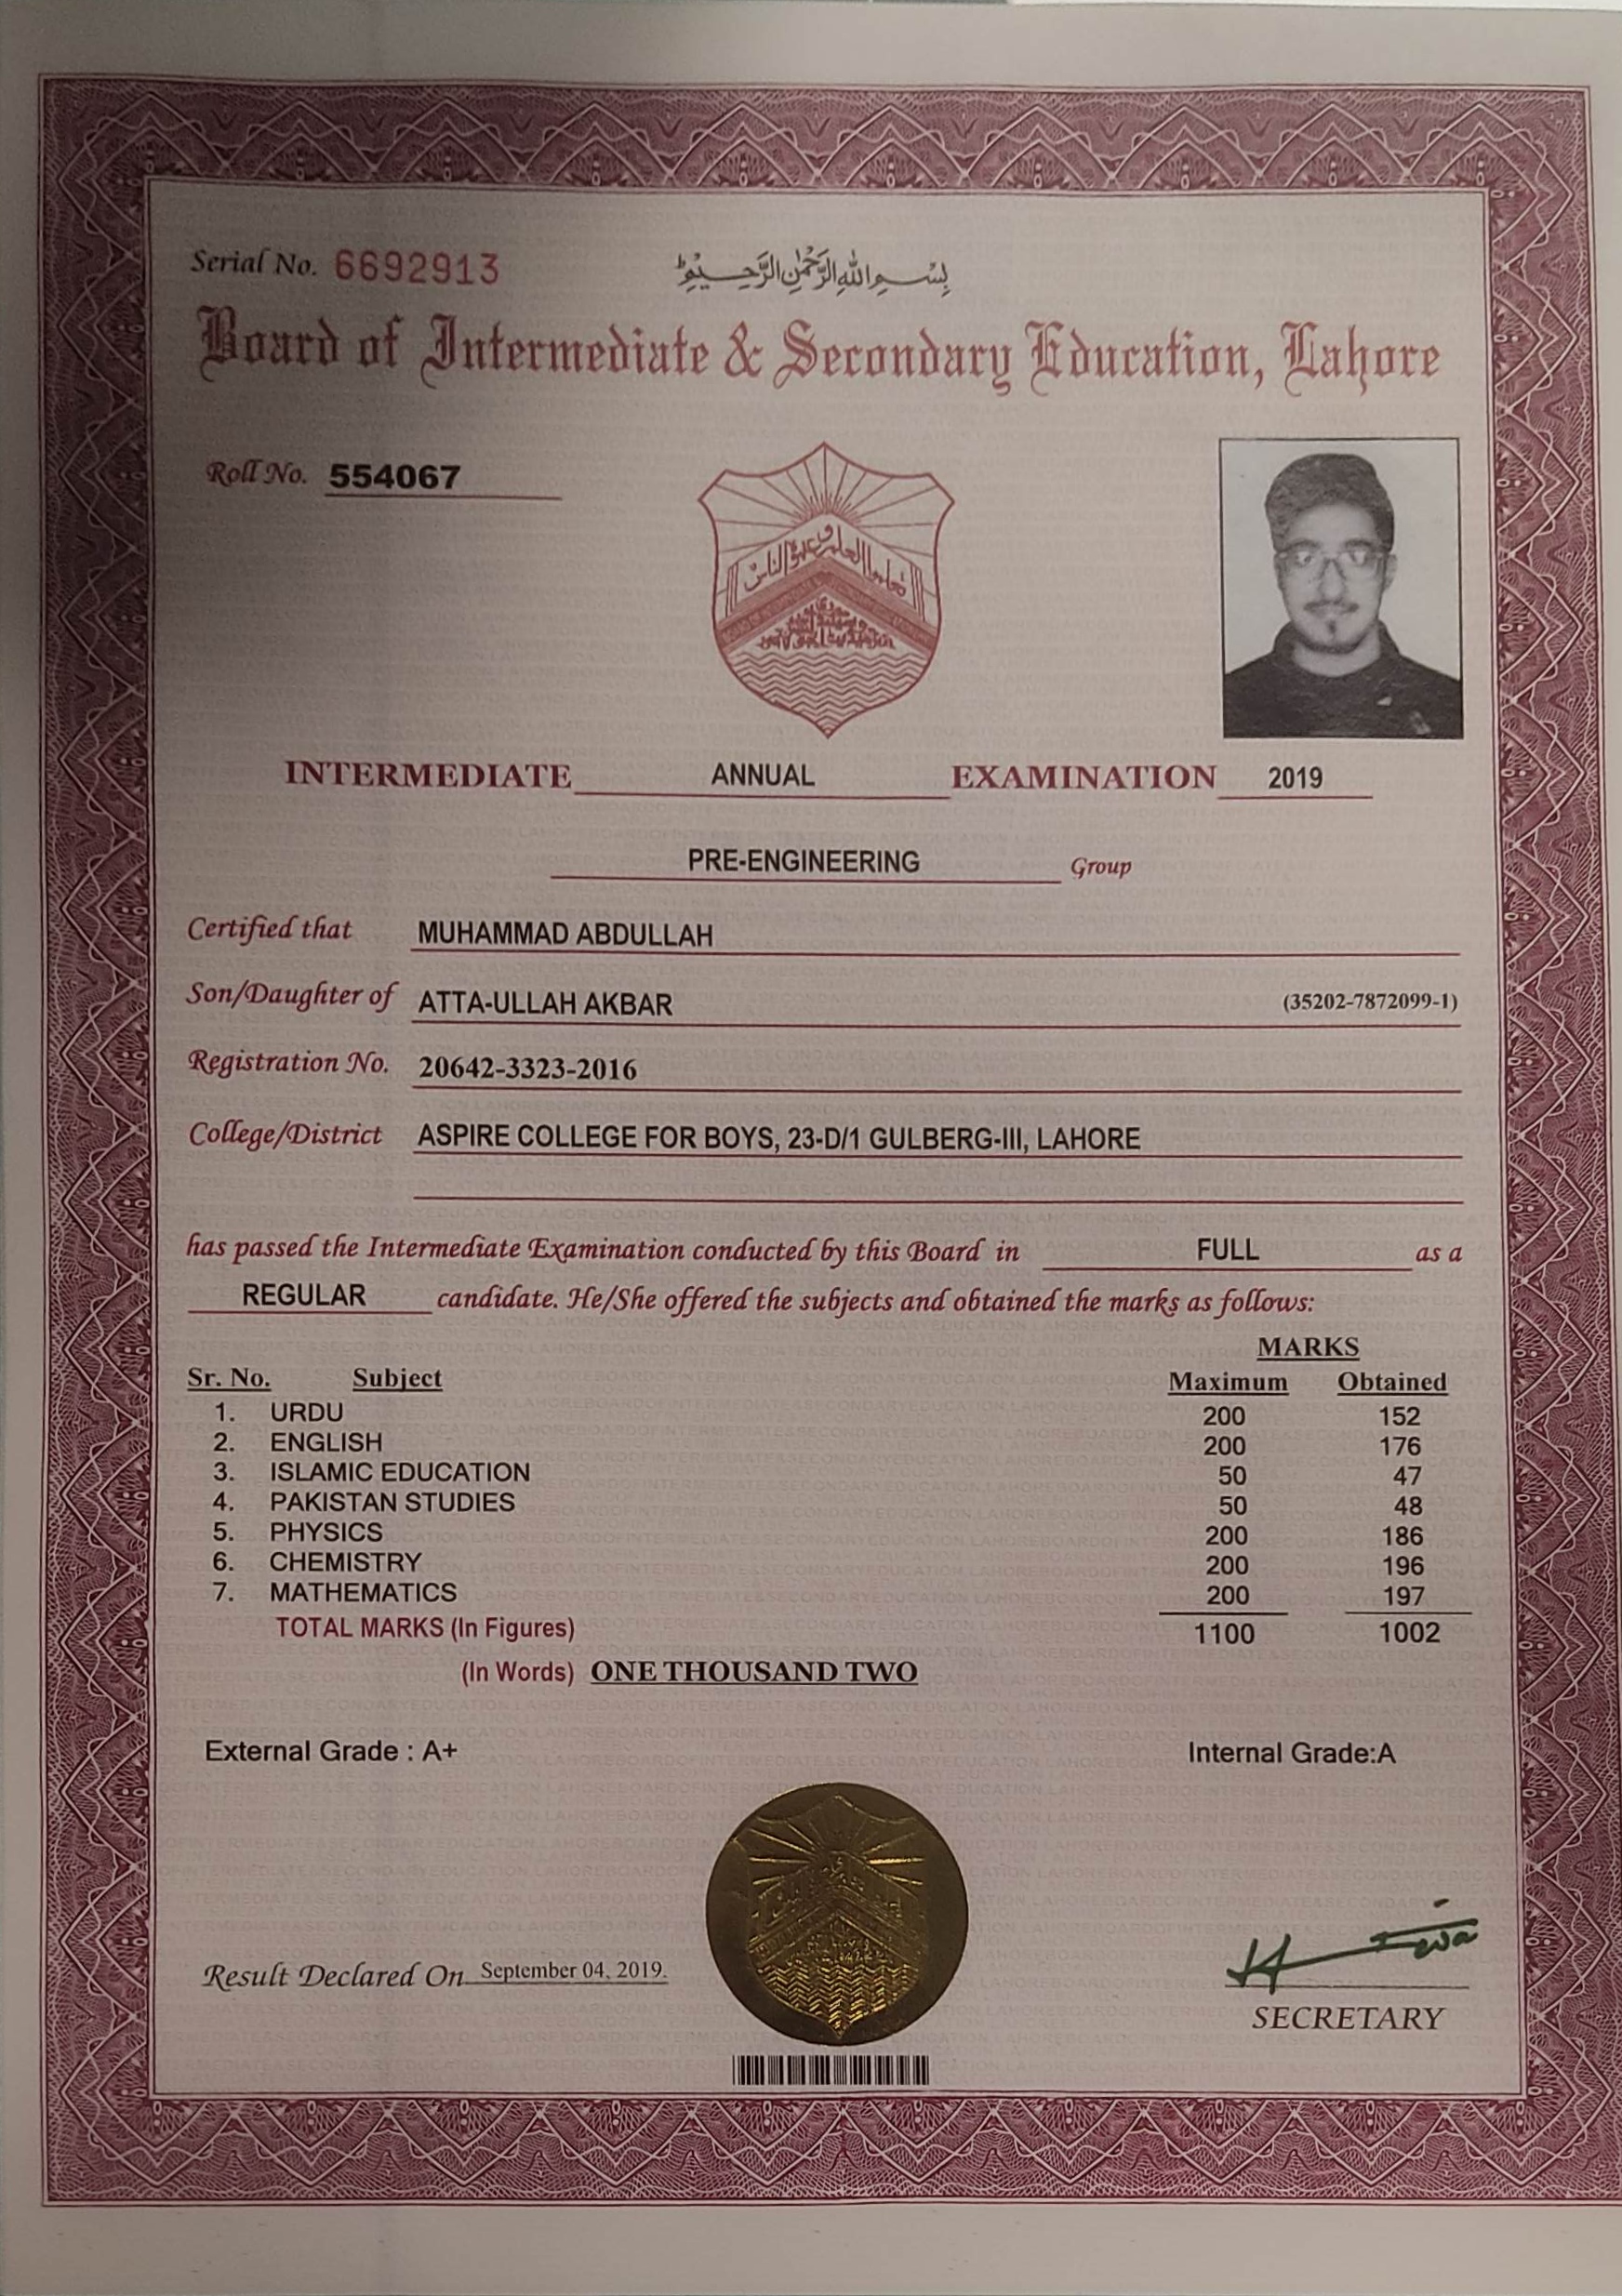 Serial No. 6692913
بِسْمِ اللهِ الرَّحْمٰنِ الرَّحِيْمِ
Board of Intermediate & Secondary Education, Lahore
Roll No. 554067
INTERMEDIATE ANNUAL EXAMINATION 2019
PRE-ENGINEERING Group
Certified that MUHAMMAD ABDULLAH
Son/Daughter of ATTA-ULLAH AKBAR (35202-7872099-1)
Registration No. 20642-3323-2016
College/District ASPIRE COLLEGE FOR BOYS, 23-D/1 GULBERG-III, LAHORE
has passed the Intermediate Examination conducted by this Board in FULL as a
REGULAR candidate. He/She offered the subjects and obtained the marks as follows:
MARKS
Sr. No. Subject Maximum Obtained
1. URDU 200 152
2. ENGLISH 200 176
3. ISLAMIC EDUCATION 50 47
4. PAKISTAN STUDIES 50 48
5. PHYSICS 200 186
6. CHEMISTRY 200 196
7. MATHEMATICS 200 197
TOTAL MARKS (In Figures) 1100 1002
(In Words) ONE THOUSAND TWO
External Grade : A+ Internal Grade:A
Result Declared On September 04, 2019.
SECRETARY